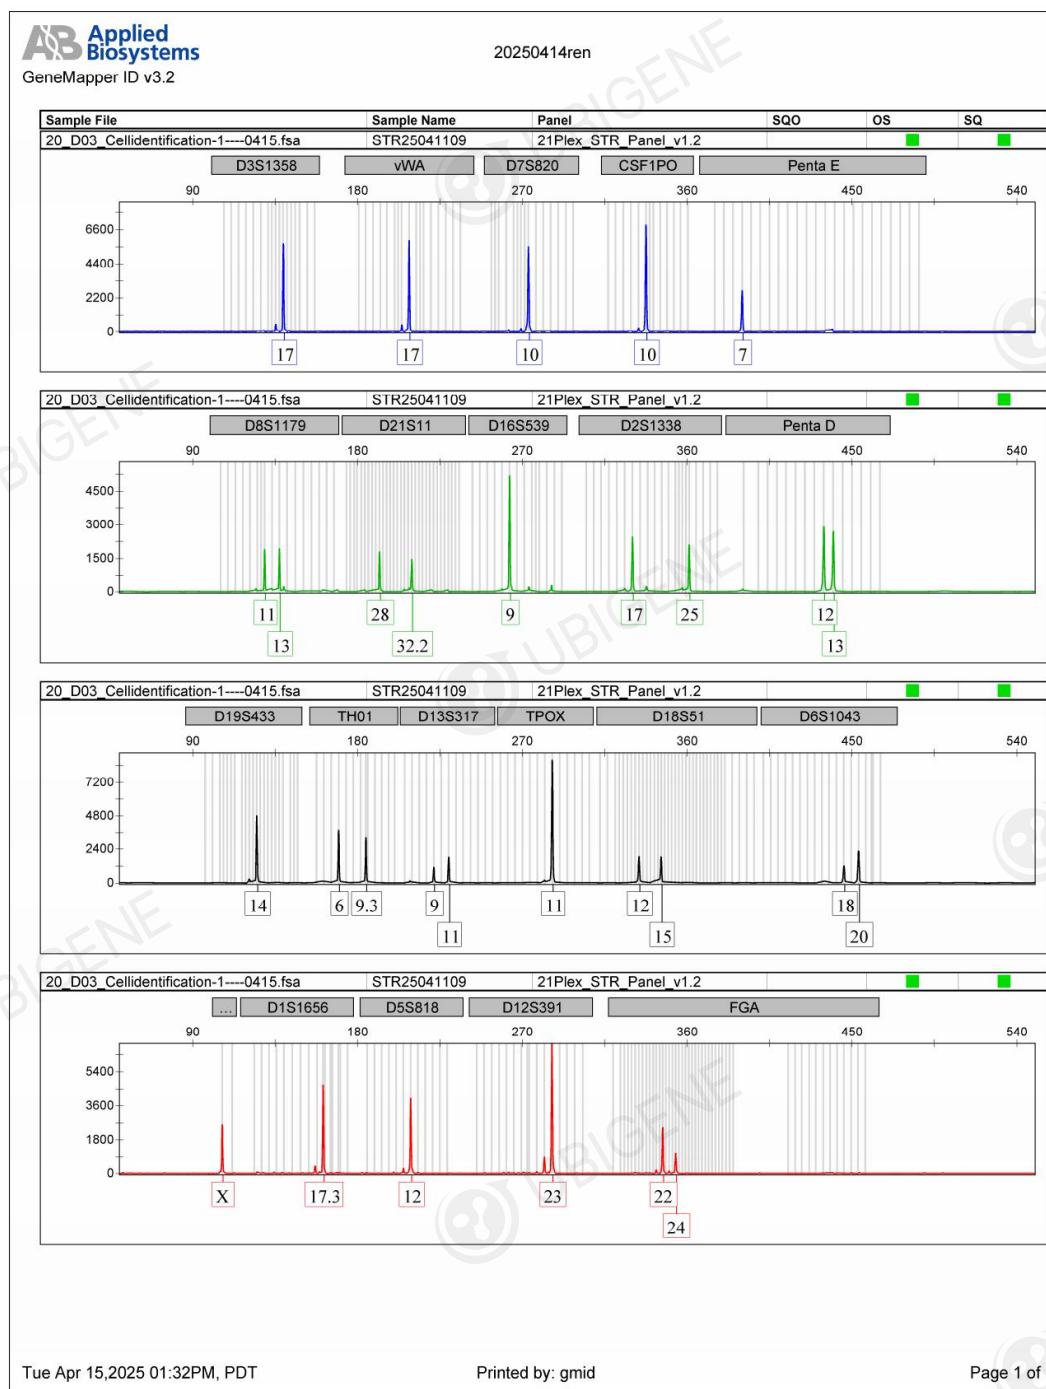 AB Applied Biosystems
GeneMapper ID v3.2
20250414ren
Sample File Sample Name Panel SQO OS SQ
20_D03_Cellidentification-1----0415.fsa STR25041109 21Plex_STR_Panel_v1.2
D3S1358 vWA D7S820 CSF1PO Penta E
90 180 270 360 450 540
6600
4400
2200
0
17 17 10 10 7
20_D03_Cellidentification-1----0415.fsa STR25041109 21Plex_STR_Panel_v1.2
D8S1179 D21S11 D16S539 D2S1338 Penta D
90 180 270 360 450 540
4500
3000
1500
0
11 28 9 17 25 12
13 32.2 13
20_D03_Cellidentification-1----0415.fsa STR25041109 21Plex_STR_Panel_v1.2
D19S433 TH01 D13S317 TPOX D18S51 D6S1043
90 180 270 360 450 540
7200
4800
2400
0
14 6 9.3 9 11 12 18
11 15 20
20_D03_Cellidentification-1----0415.fsa STR25041109 21Plex_STR_Panel_v1.2
... D1S1656 D5S818 D12S391 FGA
90 180 270 360 450 540
5400
3600
1800
0
X 17.3 12 23 22
24
Tue Apr 15,2025 01:32PM, PDT Printed by: gmid Page 1 of
UBIGENE
UBIGENE
UBIGENE
UBIGENE
UBIGENE